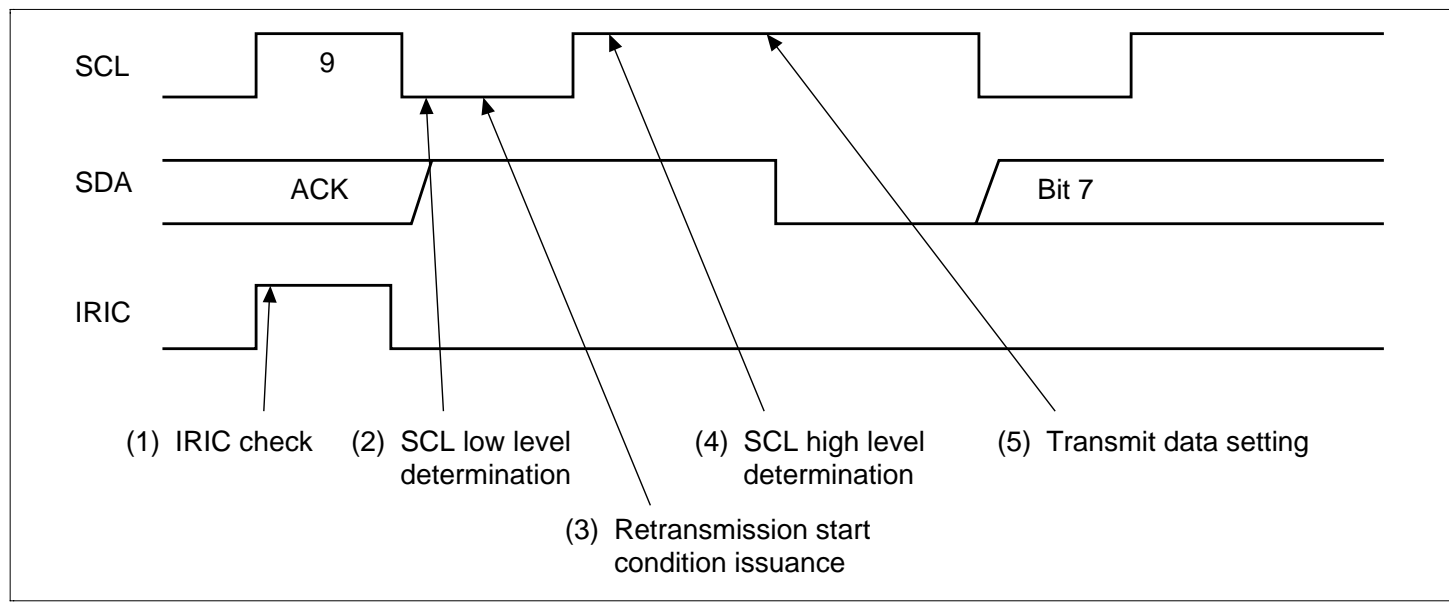 SCL
9
SDA
ACK
Bit 7
IRIC
(1) IRIC check
(2) SCL low level
determination
(4) SCL high level
determination
(5) Transmit data setting
(3) Retransmission start
condition issuance